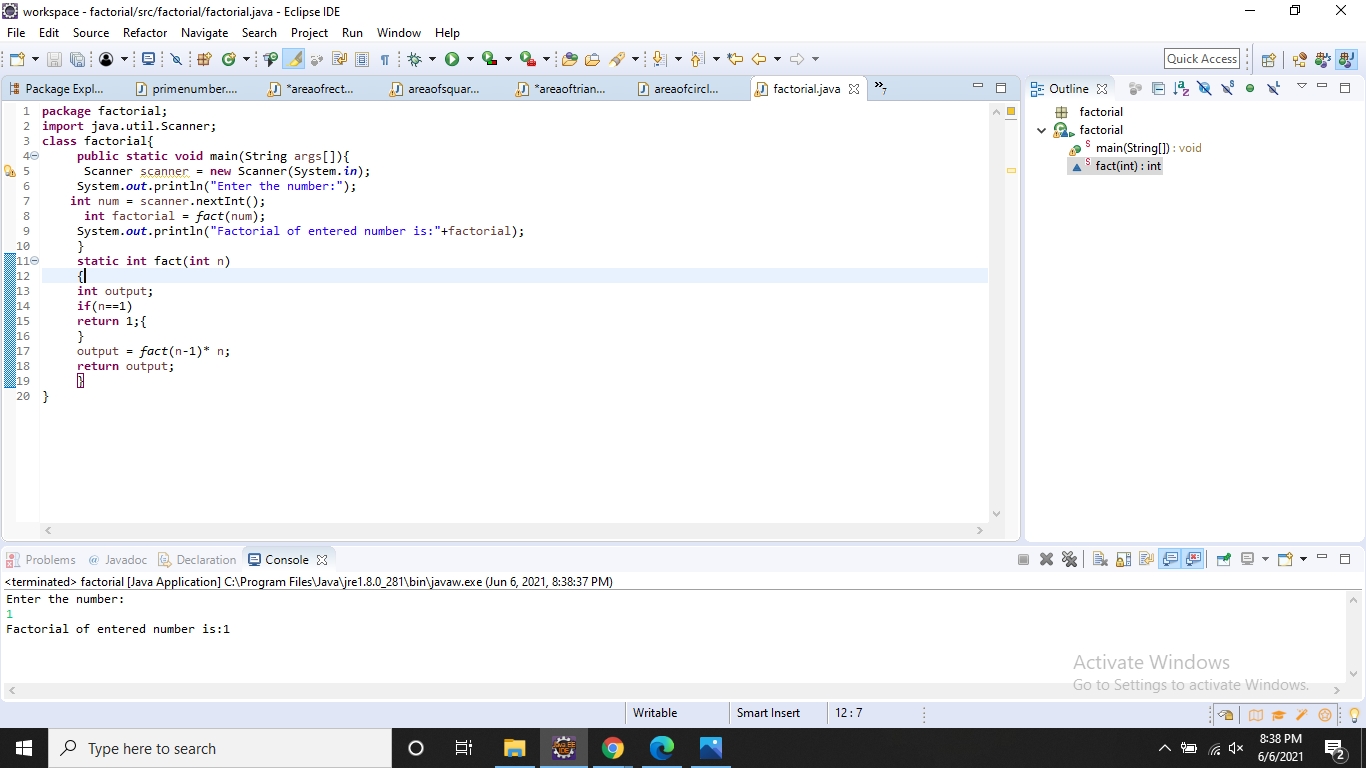 workspace - factorial/src/factorial/factorial.java - Eclipse IDE
File Edit Source Refactor Navigate Search Project Run Window Help
Quick Access
Package Expl... primenumber.... *areaofrect... areaofsquar... *areaoftrian... areaofcircl... factorial.java »7
Outline
1 package factorial;
2 import java.util.Scanner;
3 class factorial{
4 public static void main(String args[]){
5 Scanner scanner = new Scanner(System.in);
6 System.out.println("Enter the number:");
7 int num = scanner.nextInt();
8 int factorial = fact(num);
9 System.out.println("Factorial of entered number is:"+factorial);
10 }
11 static int fact(int n)
12 {
13 int output;
14 if(n==1)
15 return 1;{
16 }
17 output = fact(n-1)* n;
18 return output;
19 }
20 }
factorial
factorial
main(String[]) : void
fact(int) : int
Problems @ Javadoc Declaration Console
<terminated> factorial [Java Application] C:\Program Files\Java\jre1.8.0_281\bin\javaw.exe (Jun 6, 2021, 8:38:37 PM)
Enter the number:
1
Factorial of entered number is:1
Activate Windows
Go to Settings to activate Windows.
Writable Smart Insert 12 : 7
Type here to search
8:38 PM
6/6/2021
2